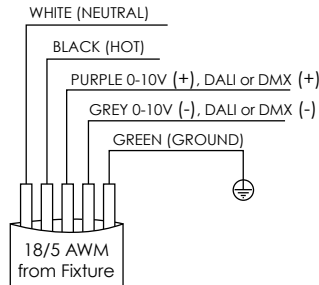 WHITE (NEUTRAL)
BLACK (HOT)
PURPLE 0-10V (+), DALI or DMX (+)
GREY 0-10V (-), DALI or DMX (-)
GREEN (GROUND)
18/5 AWM
from Fixture